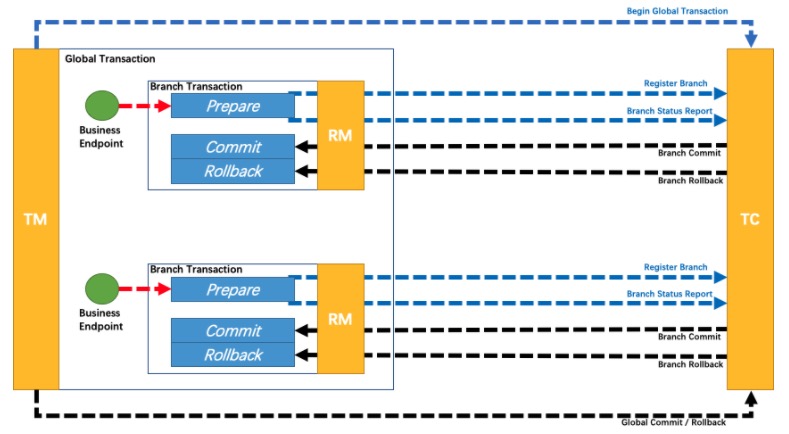 Begin Global Transaction
Global Transaction
Branch Transaction
Register Branch
Prepare
Branch Status Report
Business
Endpoint
RM
Commit
Branch Commit
Rollback
Branch Rollback
TM
TC
Branch Transaction
Register Branch
Prepare
Branch Status Report
Business
Endpoint
RM
Commit
Branch Commit
Rollback
Branch Rollback
Global Commit / Rollback